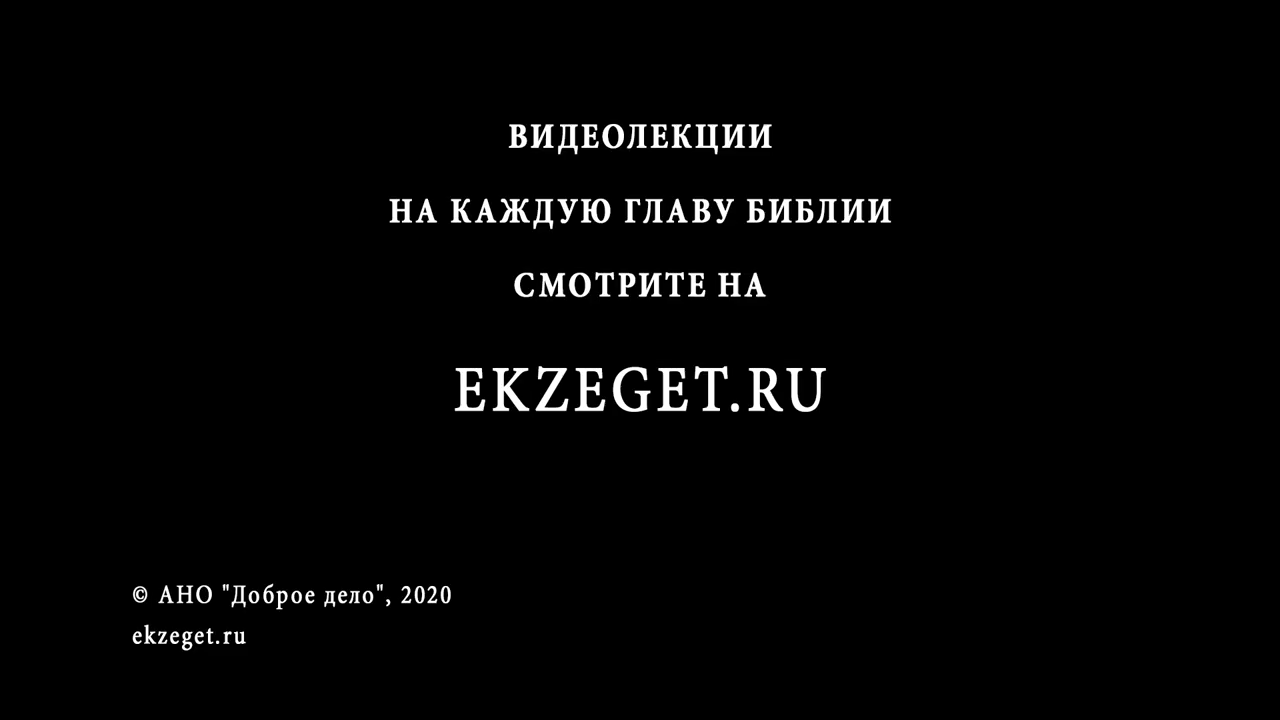 ВИДЕОЛЕКЦИИ
НА КАЖДУЮ ГЛАВУ БИБЛИИ
СМОТРИТЕ НА
EKZEGET.RU
© АНО "Доброе дело", 2020
ekzeget.ru